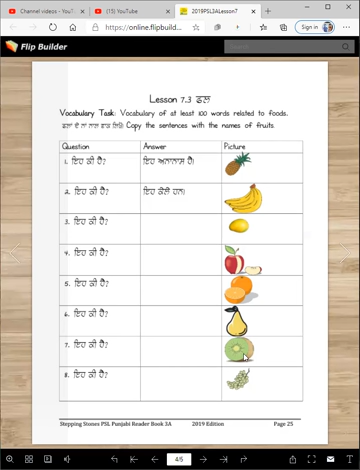 Channel videos - YouTube
(15) YouTube
2019PSL3ALesson7
https://online.flipbuild...
Sign in
Flip Builder
Search
Lesson 7.3 ਫਲ
Vocabulary Task: Vocabulary of at least 100 words related to foods.
ਫਲਾਂ ਦੇ ਨਾਂ ਨਾਲ ਵਾਕ ਲਿਖੋ। Copy the sentences with the names of fruits.
Question Answer Picture
1. ਇਹ ਕੀ ਹੈ? ਇਹ ਅਨਾਨਾਸ ਹੈ।
2. ਇਹ ਕੀ ਹੈ? ਇਹ ਕੇਲੇ ਹਨ।
3. ਇਹ ਕੀ ਹੈ?
4. ਇਹ ਕੀ ਹੈ?
5. ਇਹ ਕੀ ਹੈ?
6. ਇਹ ਕੀ ਹੈ?
7. ਇਹ ਕੀ ਹੈ?
8. ਇਹ ਕੀ ਹੈ?
Stepping Stones PSL Punjabi Reader Book 3A 2019 Edition Page 25
4/5